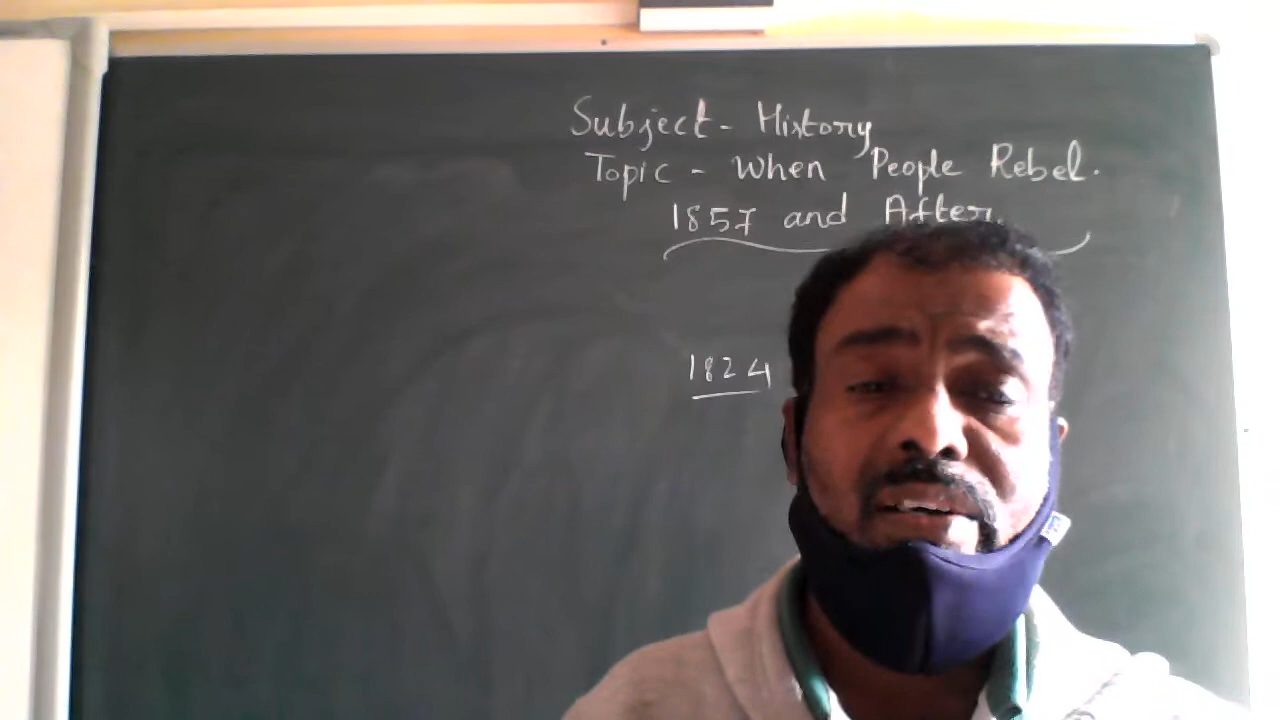 Subject - History
Topic - When People Rebel.
1857 and After.
1824